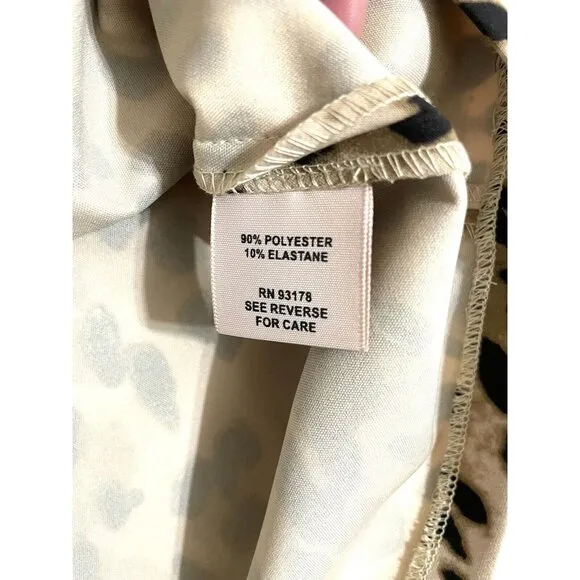 90% POLYESTER
10% ELASTANE
RN 93178
SEE REVERSE
FOR CARE